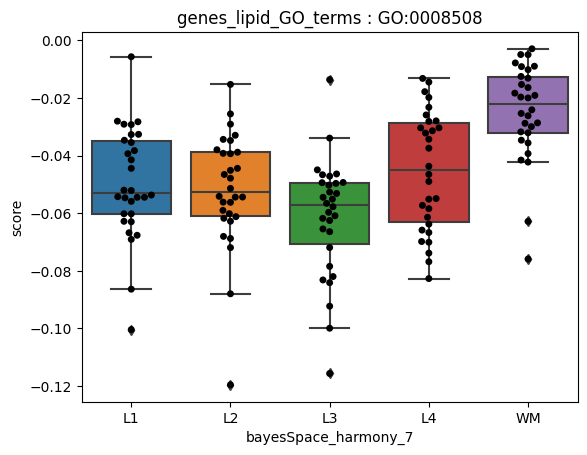 genes_lipid_GO_terms : GO:0008508
0.00
−0.02
−0.04
−0.06
−0.08
−0.10
−0.12
score
L1 L2 L3 L4 WM
bayesSpace_harmony_7